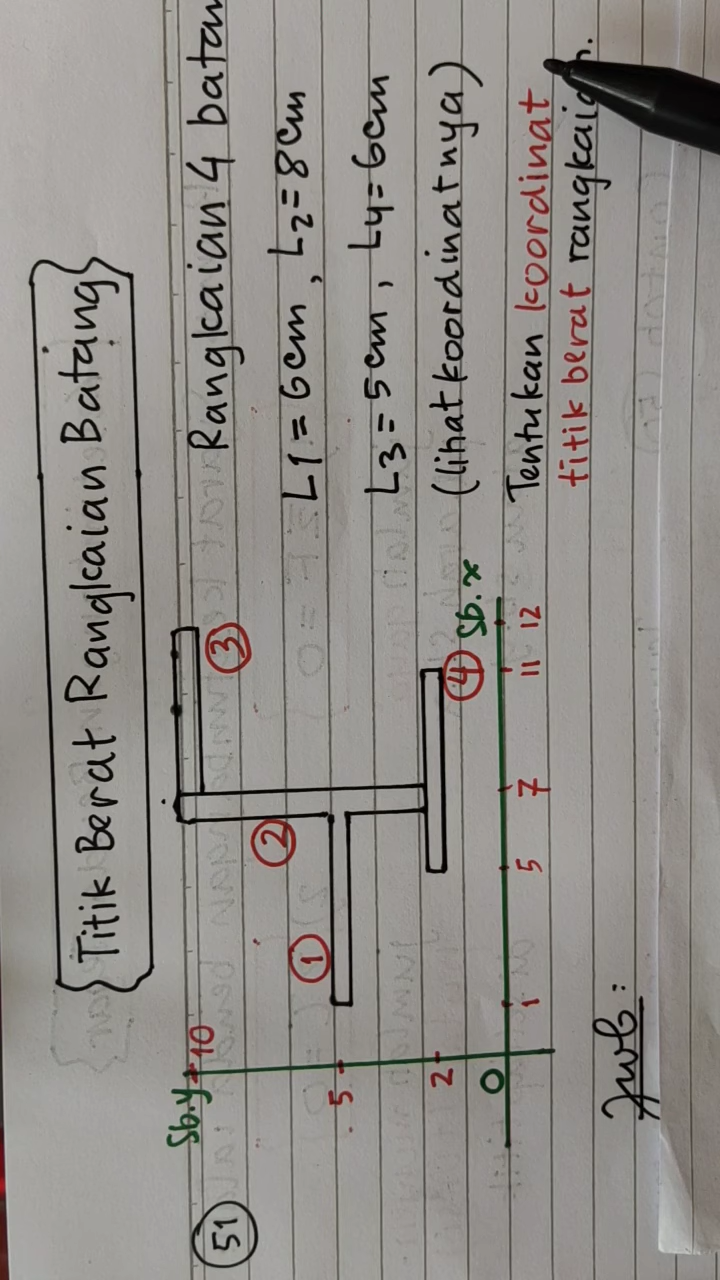 Titik Berat Rangkaian Batang
51
Sb.y
10
5
2
0
1
5
7
11
12
Sb.x
1
2
3
4
Rangkaian 4 batan
L1 = 6cm, L2 = 8cm
L3 = 5cm, L4 = 6cm
(lihat koordinatnya)
Tentukan koordinat
titik berat rangkaian.
Jwb: